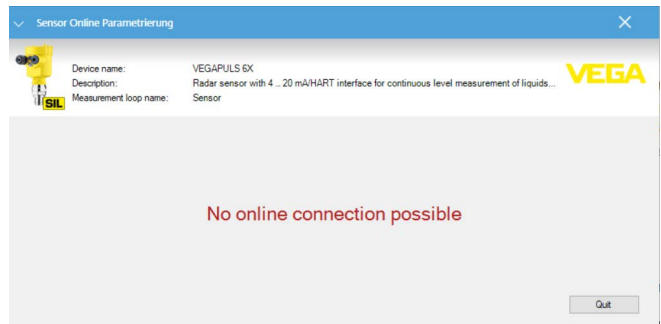 Sensor Online Parametrierung
Device name: VEGAPULS 6X
Description: Radar sensor with 4 ... 20 mA/HART interface for continuous level measurement of liquids...
Measurement loop name: Sensor
SIL
VEGA
No online connection possible
Quit